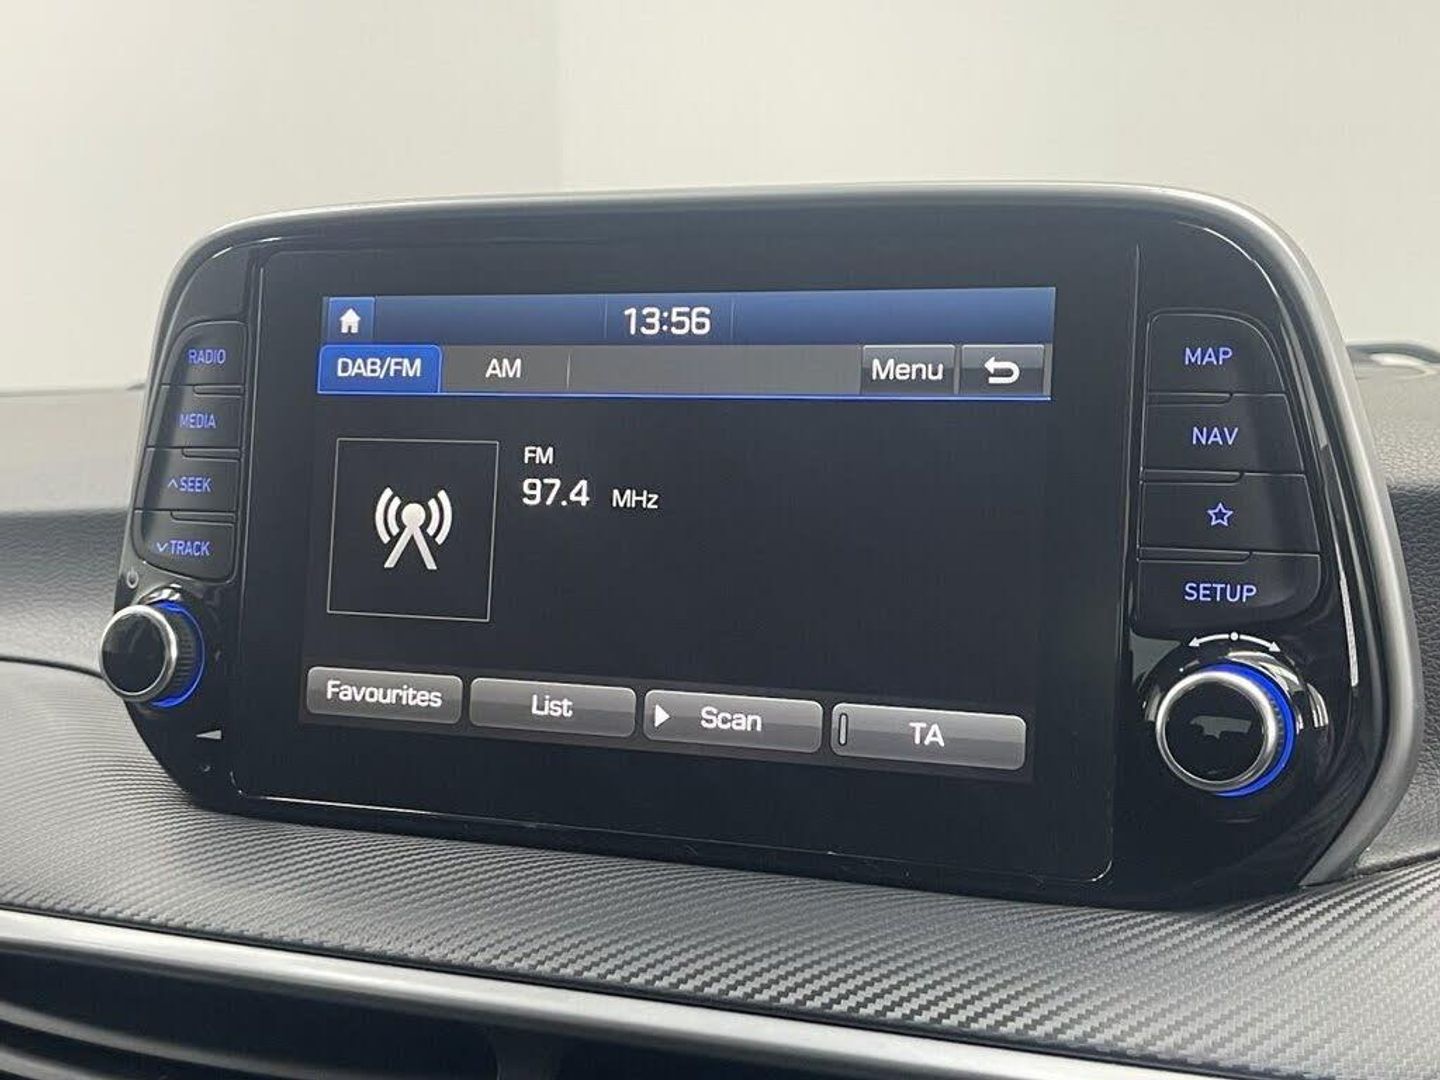 13:56
DAB/FM AM Menu
FM
97.4 MHz
Favourites List Scan TA
RADIO
MEDIA
SEEK
TRACK
MAP
NAV
SETUP